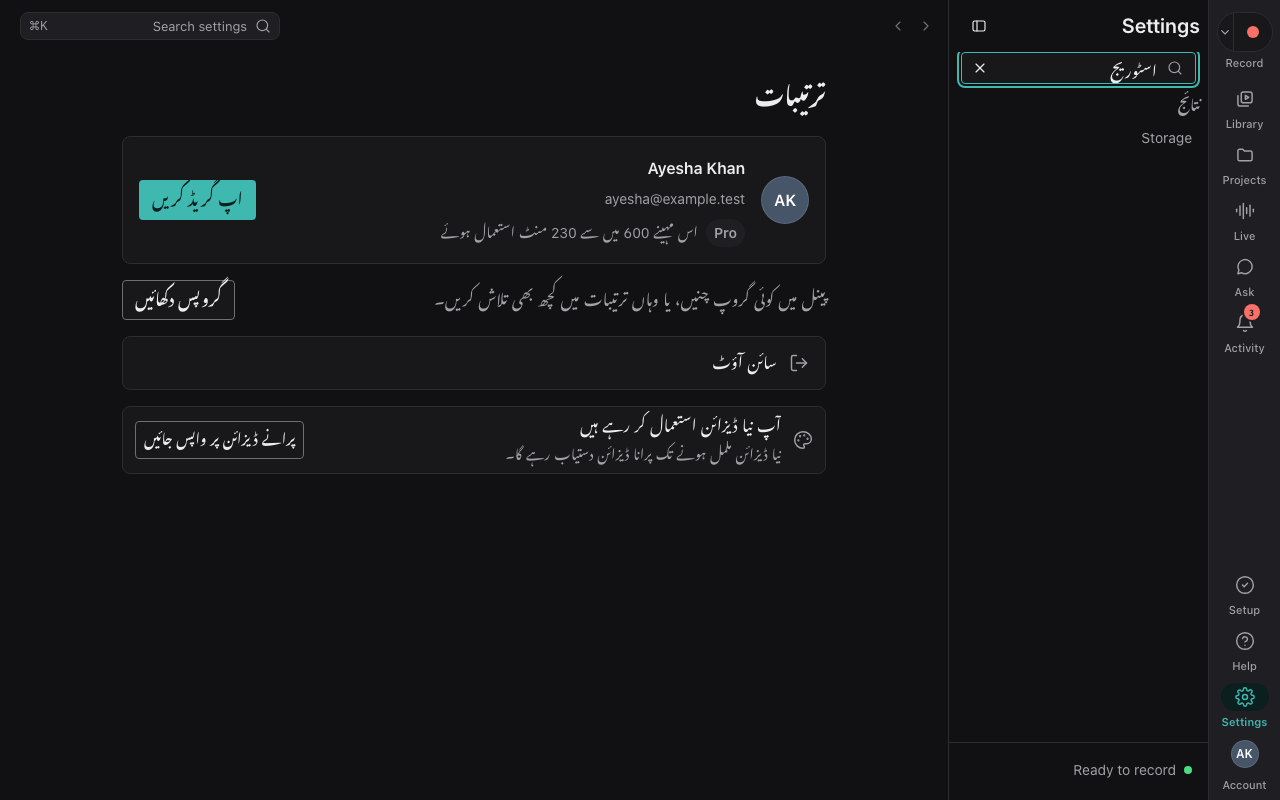 ⌘K
Search settings
Settings
اسٹوریج
نتائج
Storage
Ready to record
Record
Library
Projects
Live
Ask
3
Activity
Setup
Help
Settings
AK
Account
ترتیبات
Ayesha Khan
AK
ayesha@example.test
Pro اس مہینے 600 میں سے 230 منٹ استعمال ہوئے
اپ گریڈ کریں
پینل میں کوئی گروپ چنیں، یا وہاں ترتیبات میں کچھ بھی تلاش کریں۔
گروپس دکھائیں
سائن آؤٹ
آپ نیا ڈیزائن استعمال کر رہے ہیں
نیا ڈیزائن مکمل ہونے تک پرانا ڈیزائن دستیاب رہے گا۔
پرانے ڈیزائن پر واپس جائیں